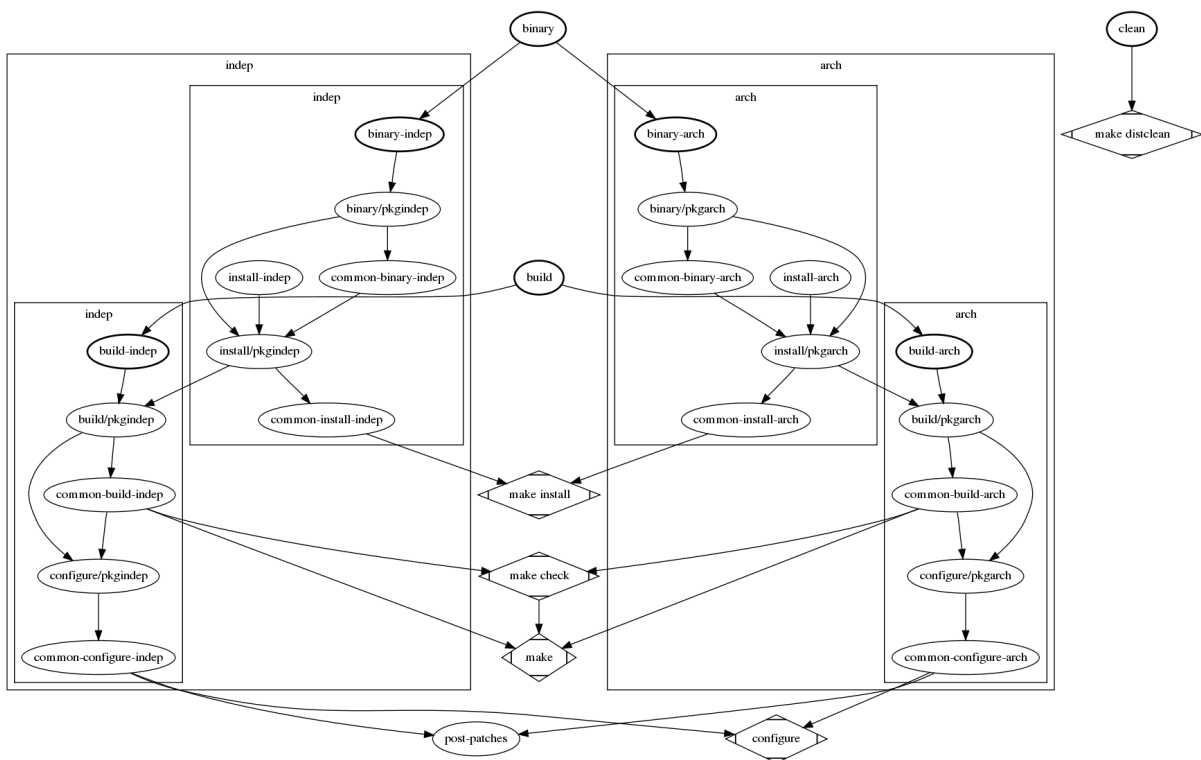 binary
clean
indep
arch
indep
arch
binary-indep
binary-arch
make distclean
binary/pkgindep
binary/pkgarch
install-indep
common-binary-indep
build
common-binary-arch
install-arch
indep
arch
build-indep
install/pkgindep
install/pkgarch
build-arch
build/pkgindep
common-install-indep
common-install-arch
build/pkgarch
common-build-indep
make install
common-build-arch
configure/pkgindep
make check
configure/pkgarch
common-configure-indep
make
common-configure-arch
post-patches
configure